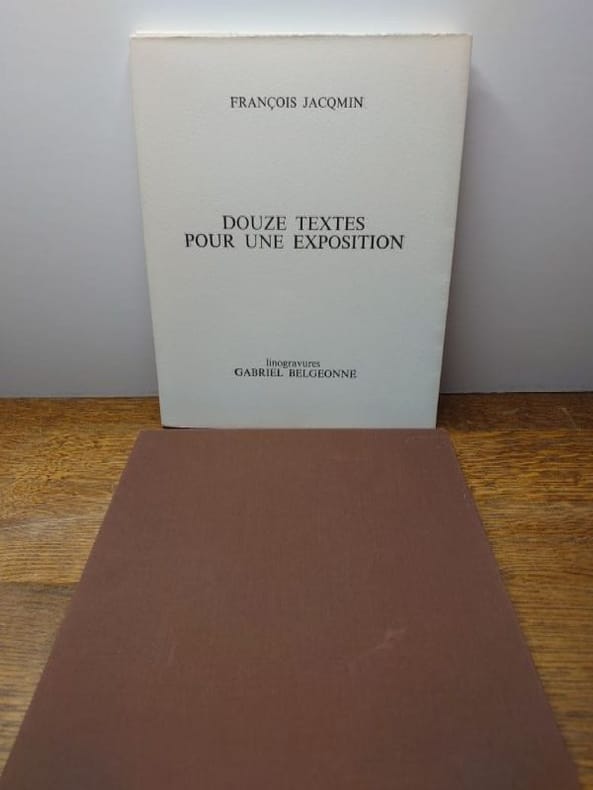 FRANÇOIS JACQMIN
DOUZE TEXTES
POUR UNE EXPOSITION
linogravures
GABRIEL BELGEONNE